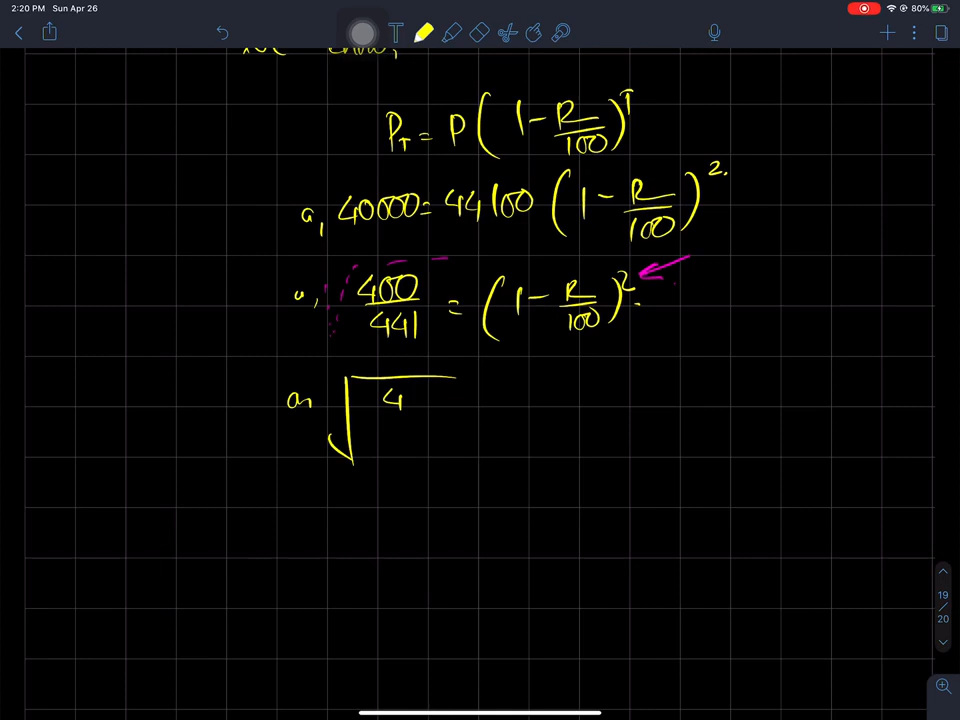 2:20 PM Sun Apr 26
80%
T
P_T = P(1 - R/100)^T
a, 40000 = 44100 (1 - R/100)^2.
a, 400/441 = (1 - R/100)^2.
a, √4
19
/
20